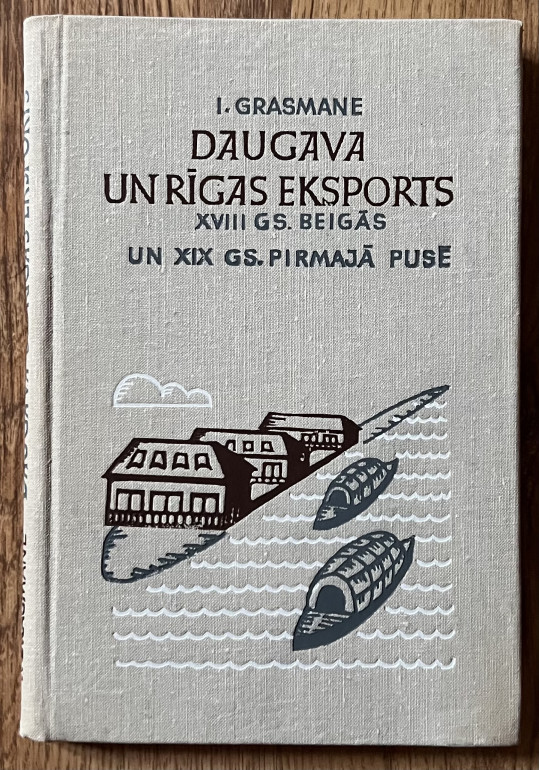 I. GRASMANE
DAUGAVA
UN RĪGAS EKSPORTS
XVIII GS. BEIGĀS
UN XIX GS. PIRMAJĀ PUSĒ